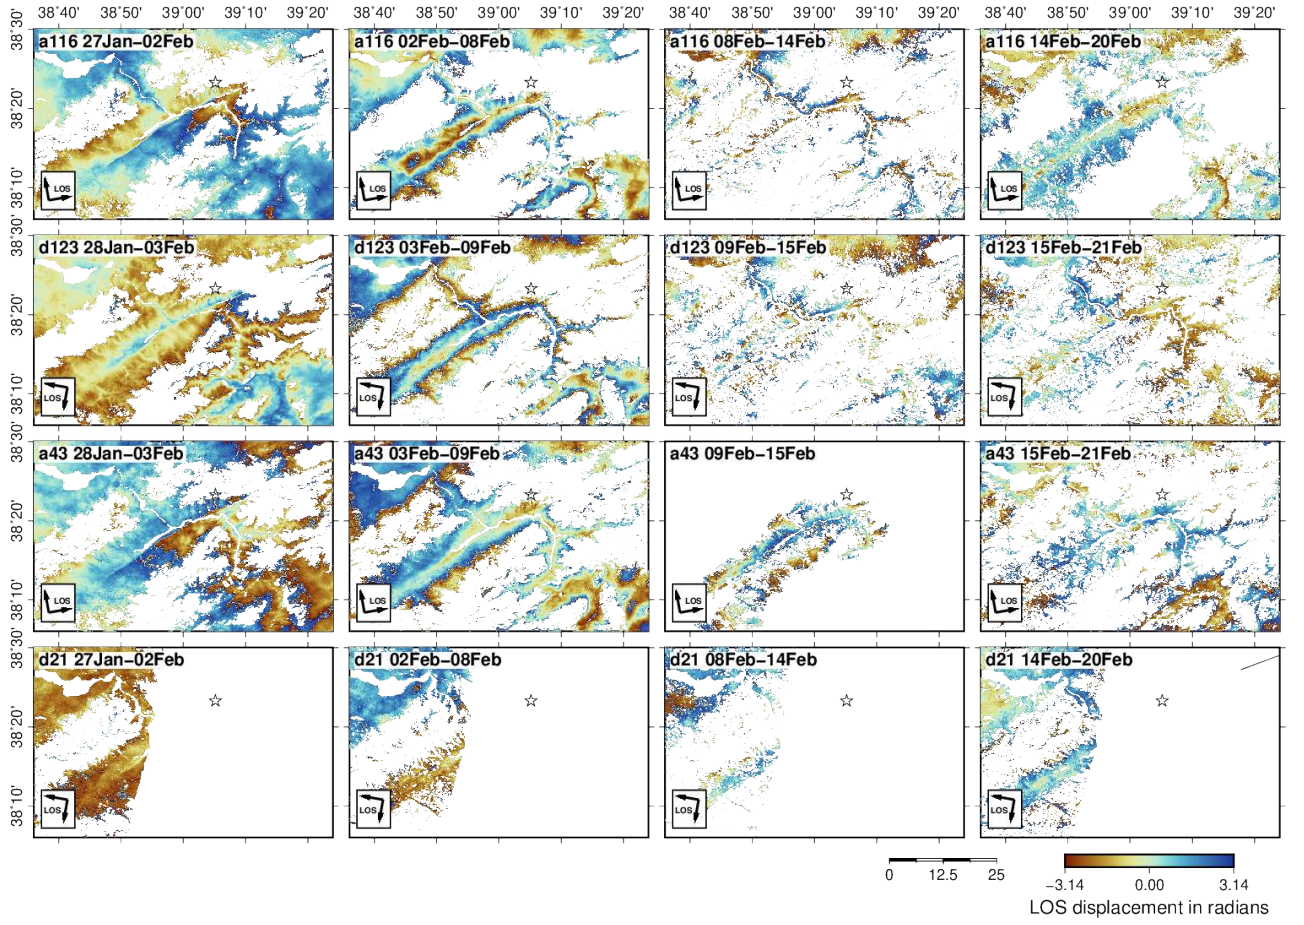 38°40' 38°50' 39°00' 39°10' 39°20' 38°40' 38°50' 39°00' 39°10' 39°20' 38°40' 38°50' 39°00' 39°10' 39°20' 38°40' 38°50' 39°00' 39°10' 39°20'
38°30'
a116 27Jan−02Feb a116 02Feb−08Feb a116 08Feb−14Feb a116 14Feb−20Feb
38°20'
38°10'
LOS LOS LOS LOS
38°30'
d123 28Jan−03Feb d123 03Feb−09Feb d123 09Feb−15Feb d123 15Feb−21Feb
38°20'
38°10'
LOS LOS LOS LOS
38°30'
a43 28Jan−03Feb a43 03Feb−09Feb a43 09Feb−15Feb a43 15Feb−21Feb
38°20'
38°10'
LOS LOS LOS LOS
38°30'
d21 27Jan−02Feb d21 02Feb−08Feb d21 08Feb−14Feb d21 14Feb−20Feb
38°20'
38°10'
LOS LOS LOS LOS
0 12.5 25 −3.14 0.00 3.14
LOS displacement in radians